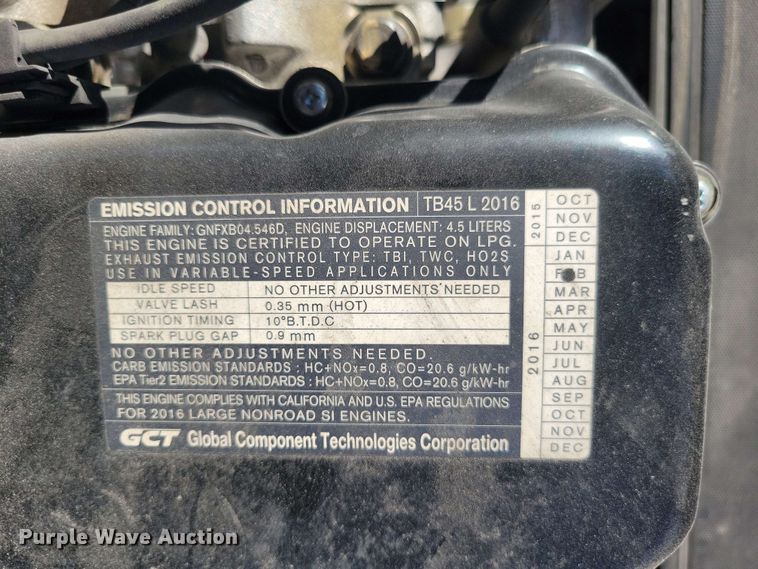 EMISSION CONTROL INFORMATION TB45 L 2016
ENGINE FAMILY: GNFXB04.546D, ENGINE DISPLACEMENT: 4.5 LITERS
THIS ENGINE IS CERTIFIED TO OPERATE ON LPG.
EXHAUST EMISSION CONTROL TYPE: TBI, TWC, HO2S
USE IN VARIABLE-SPEED APPLICATIONS ONLY
IDLE SPEED NO OTHER ADJUSTMENTS NEEDED
VALVE LASH 0.35 mm (HOT)
IGNITION TIMING 10°B.T.D.C
SPARK PLUG GAP 0.9 mm
NO OTHER ADJUSTMENTS NEEDED.
CARB EMISSION STANDARDS : HC+NOx=0.8, CO=20.6 g/kW-hr
EPA Tier2 EMISSION STANDARDS : HC+NOx=0.8, CO=20.6 g/kW-hr
THIS ENGINE COMPLIES WITH CALIFORNIA AND U.S. EPA REGULATIONS
FOR 2016 LARGE NONROAD SI ENGINES.
GCT Global Component Technologies Corporation
2015
OCT
NOV
DEC
2016
JAN
FEB
MAR
APR
MAY
JUN
JUL
AUG
SEP
OCT
NOV
DEC
Purple Wave Auction®